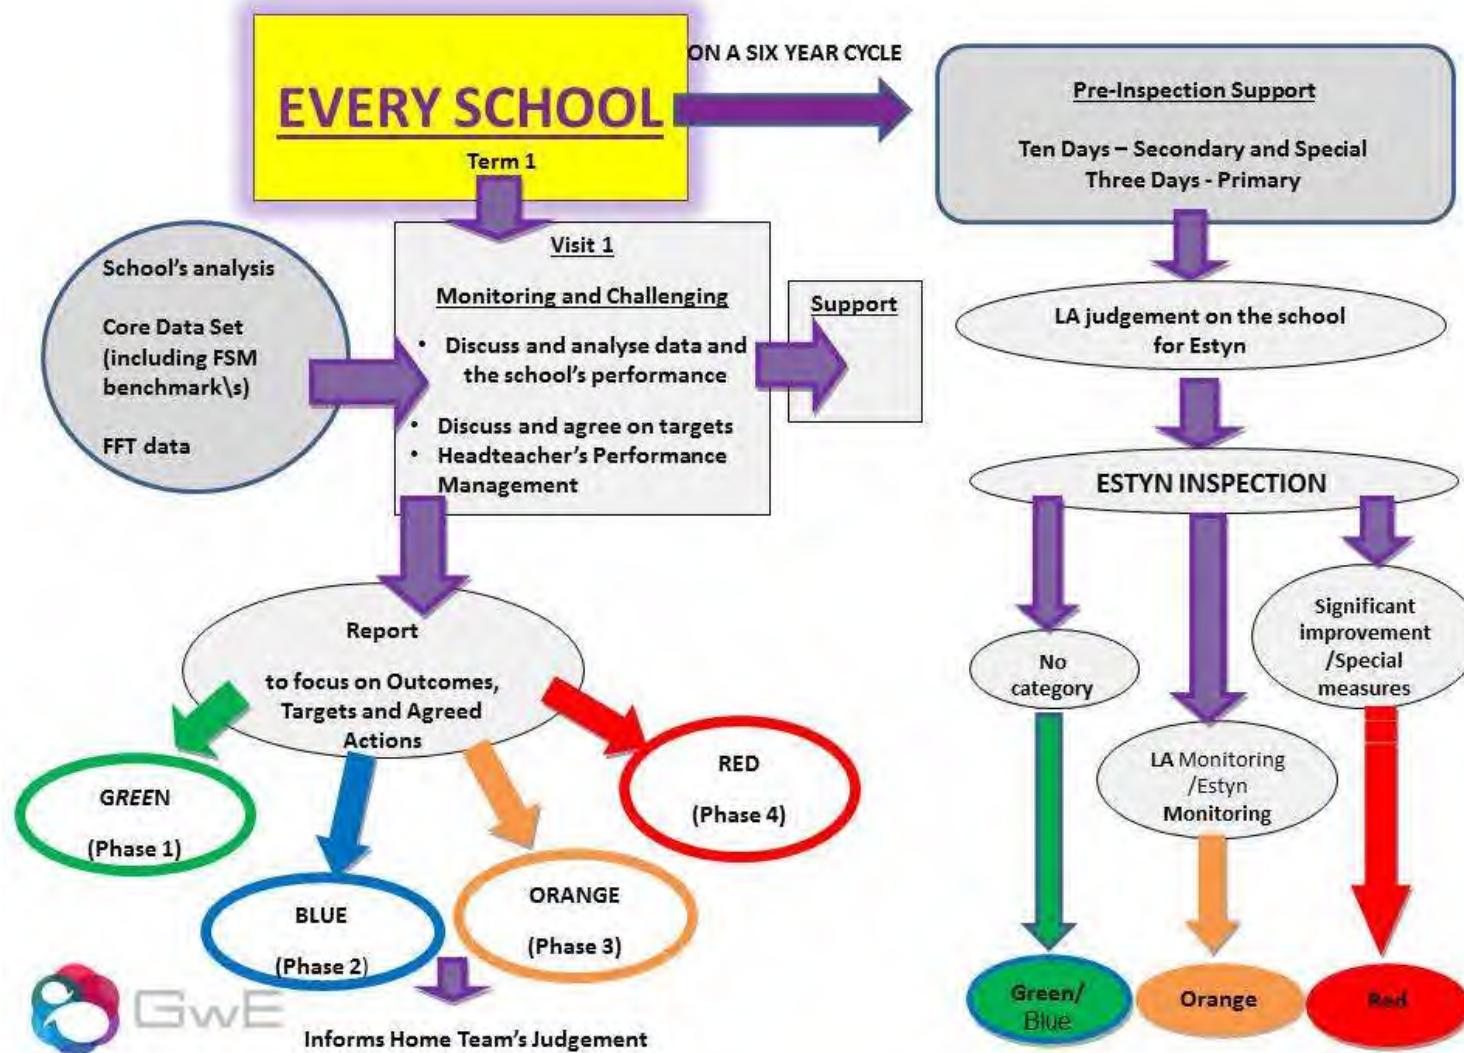 EVERY SCHOOL
Term 1
ON A SIX YEAR CYCLE
Pre-Inspection Support
Ten Days – Secondary and Special
Three Days - Primary
School's analysis
Core Data Set
(including FSM
benchmark\s)
FFT data
Visit 1
Monitoring and Challenging
• Discuss and analyse data and
the school's performance
• Discuss and agree on targets
• Headteacher's Performance
Management
Support
LA judgement on the school
for Estyn
ESTYN INSPECTION
No
category
LA Monitoring
/Estyn
Monitoring
Significant
improvement
/Special
measures
Report
to focus on Outcomes,
Targets and Agreed
Actions
GREEN
(Phase 1)
BLUE
(Phase 2)
ORANGE
(Phase 3)
RED
(Phase 4)
Green/
Blue
Orange
Red
GwE
Informs Home Team's Judgement